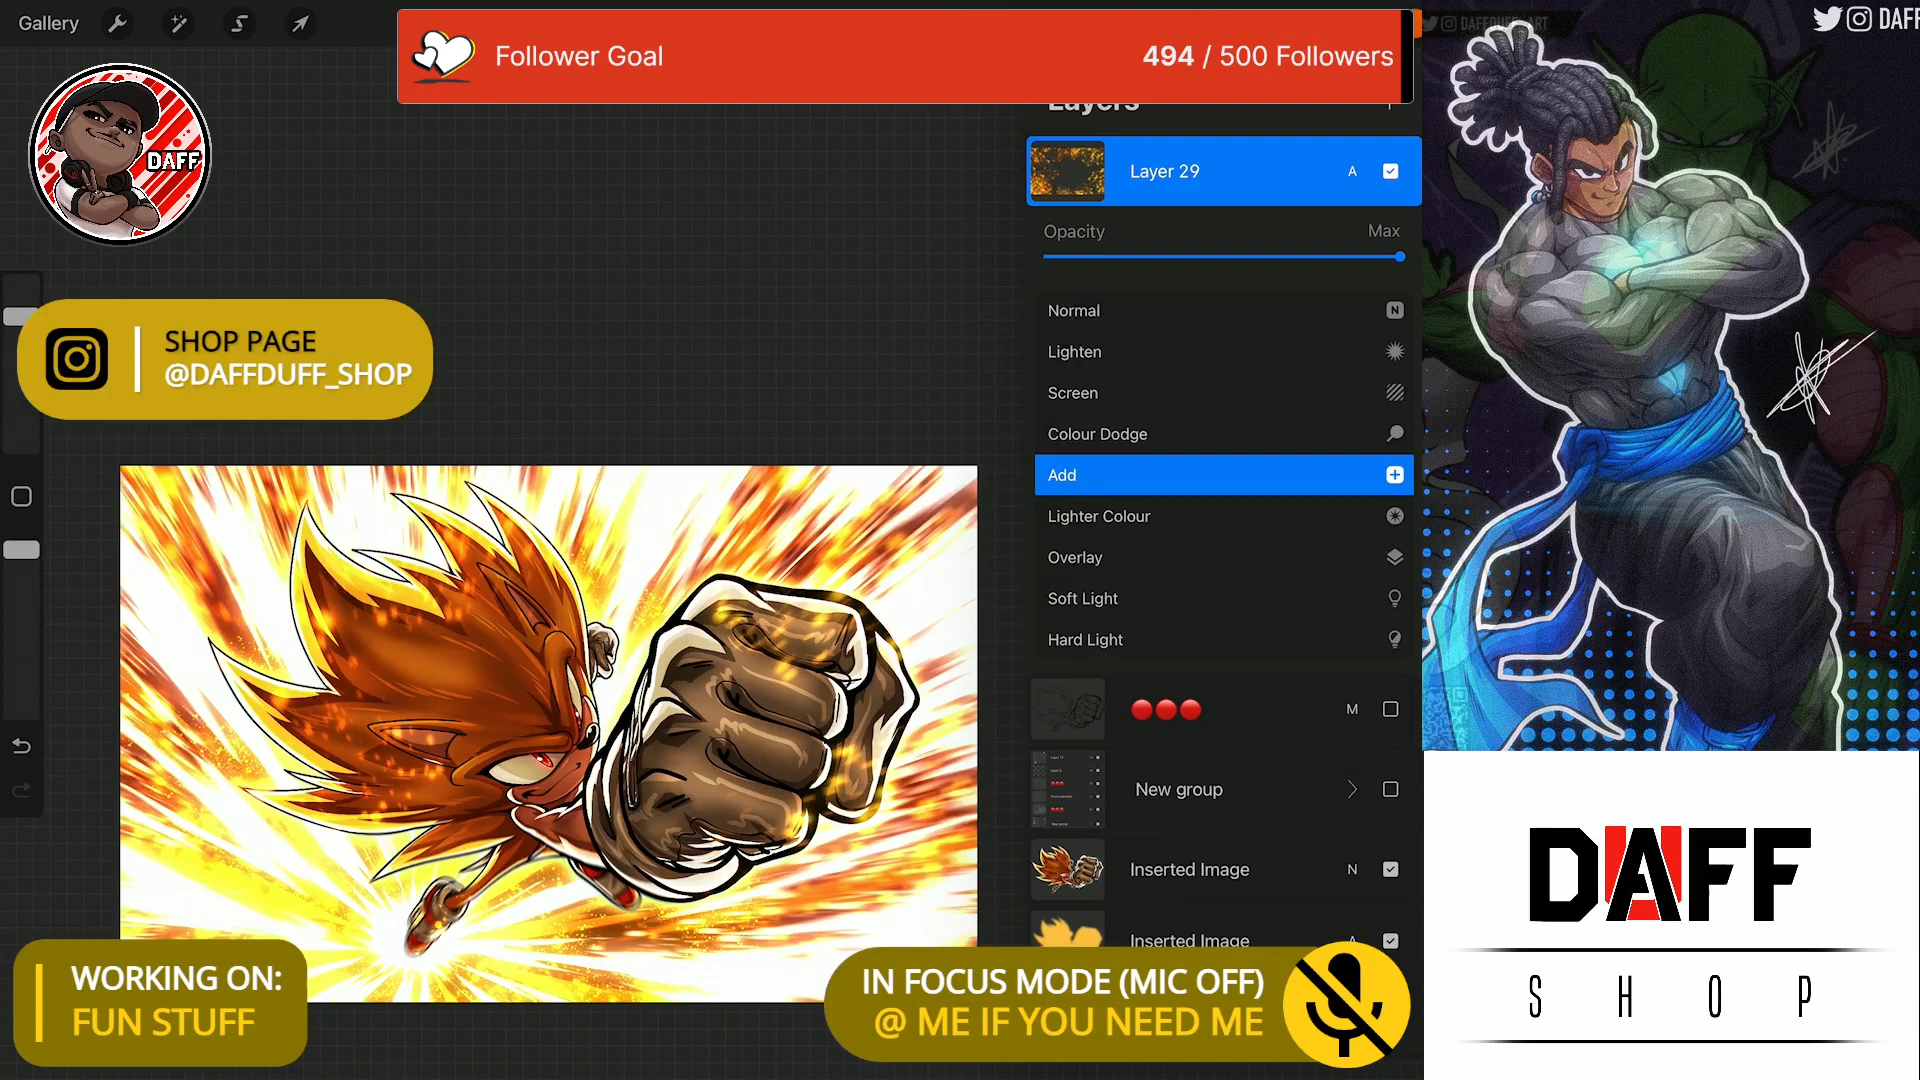 Gallery
Follower Goal
494 / 500 Followers
Layers
DAFF
Layer 29
A
Opacity
Max
SHOP PAGE
@DAFFDUFF_SHOP
Normal
N
Lighten
Screen
Colour Dodge
Add
Lighter Colour
Overlay
Soft Light
Hard Light
M
New group
Inserted Image
N
Inserted Image
A
WORKING ON:
FUN STUFF
IN FOCUS MODE (MIC OFF)
@ ME IF YOU NEED ME
DAFF
DAFF
SHOP